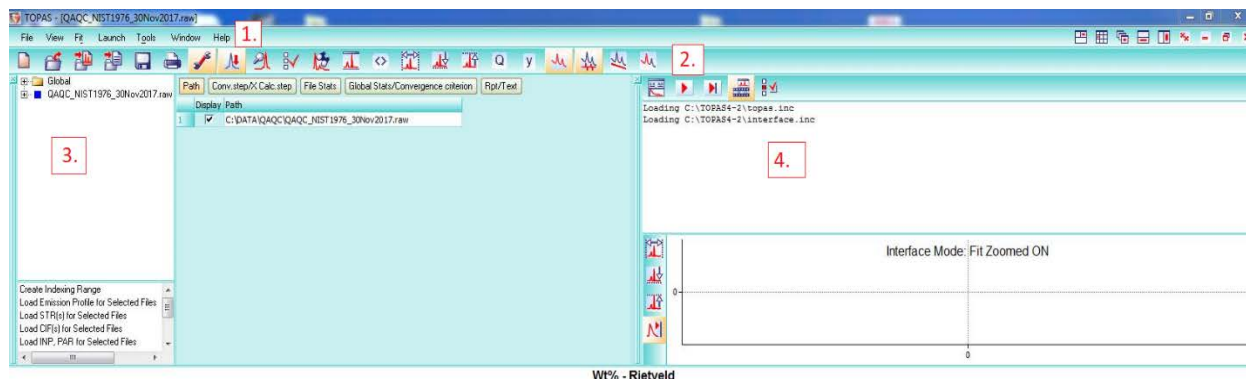 TOPAS - [QAQC_NIST1976_30Nov2017.raw]
File View Fit Launch Tools Window Help
1.
2.
Q y
Global
QAQC_NIST1976_30Nov2017.raw
3.
Path Conv.step/X Calc.step File Stats Global Stats/Convergence criterion Rpt/Text
Display Path
1 C:\DATA\QAQC\QAQC_NIST1976_30Nov2017.raw
Loading C:\TOPAS4-2\topas.inc
Loading C:\TOPAS4-2\interface.inc
4.
Create Indexing Range
Load Emission Profile for Selected Files
Load STR(s) for Selected Files
Load CIF(s) for Selected Files
Load INP, PAR for Selected Files
Interface Mode: Fit Zoomed ON
0
0
Wt% - Rietveld